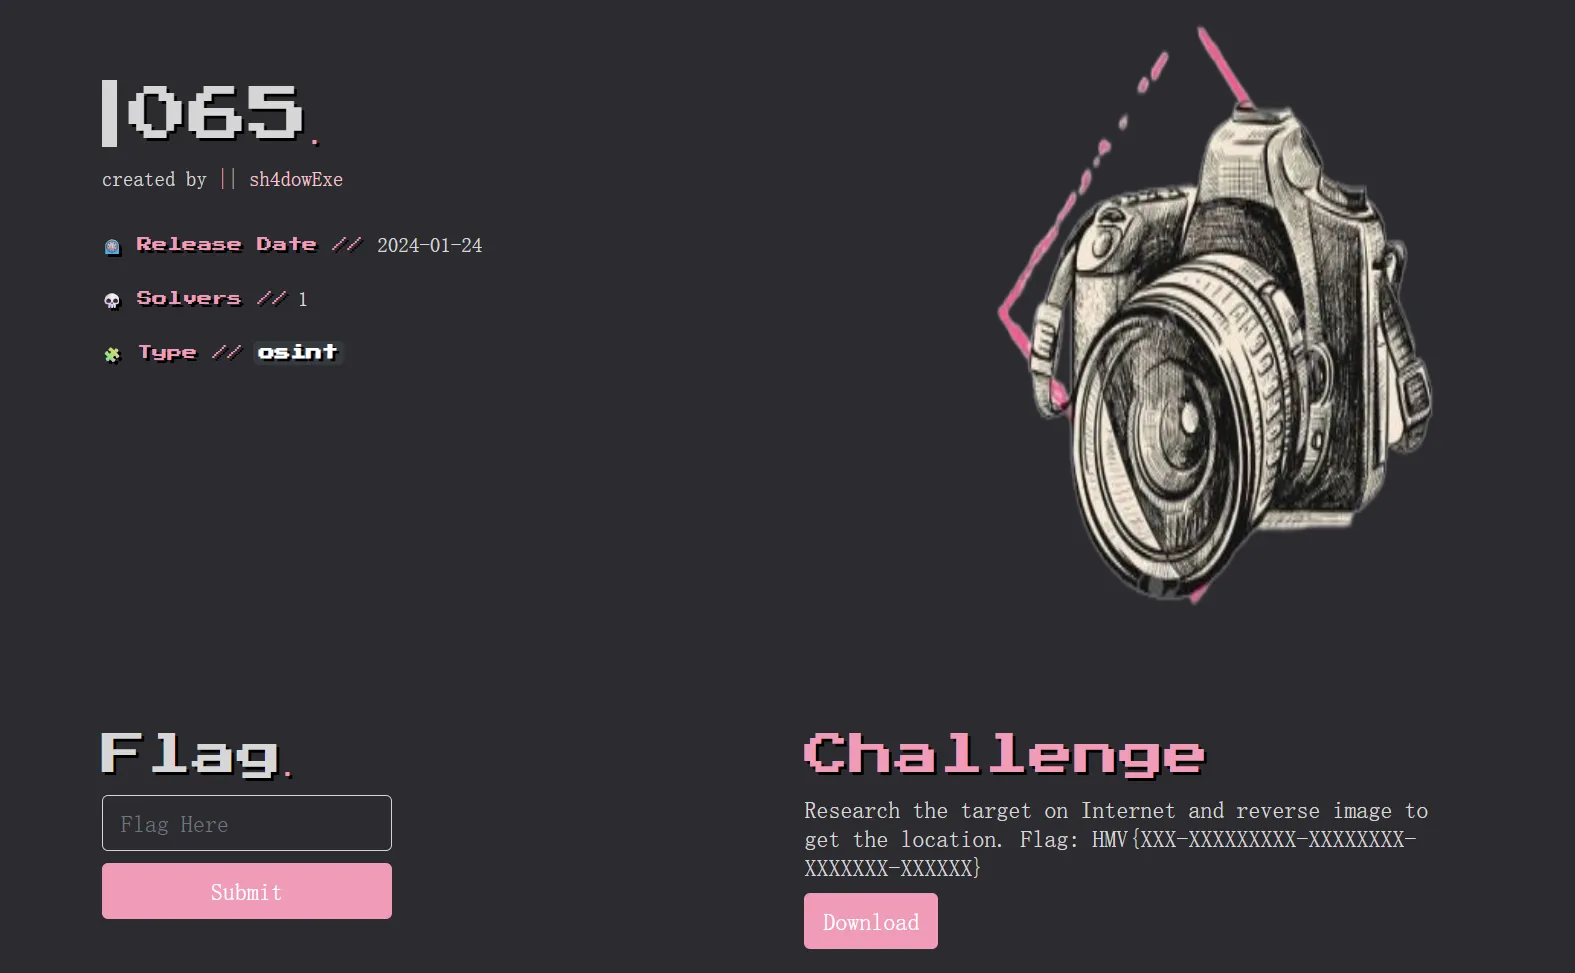 065.
created by || sh4dowExe
Release Date // 2024-01-24
Solvers // 1
Type // osint
Flag.
Flag Here
Submit
Challenge
Research the target on Internet and reverse image to
get the location. Flag: HMV{XXX-XXXXXXXXX-XXXXXXXX-
XXXXXXX-XXXXXX}
Download